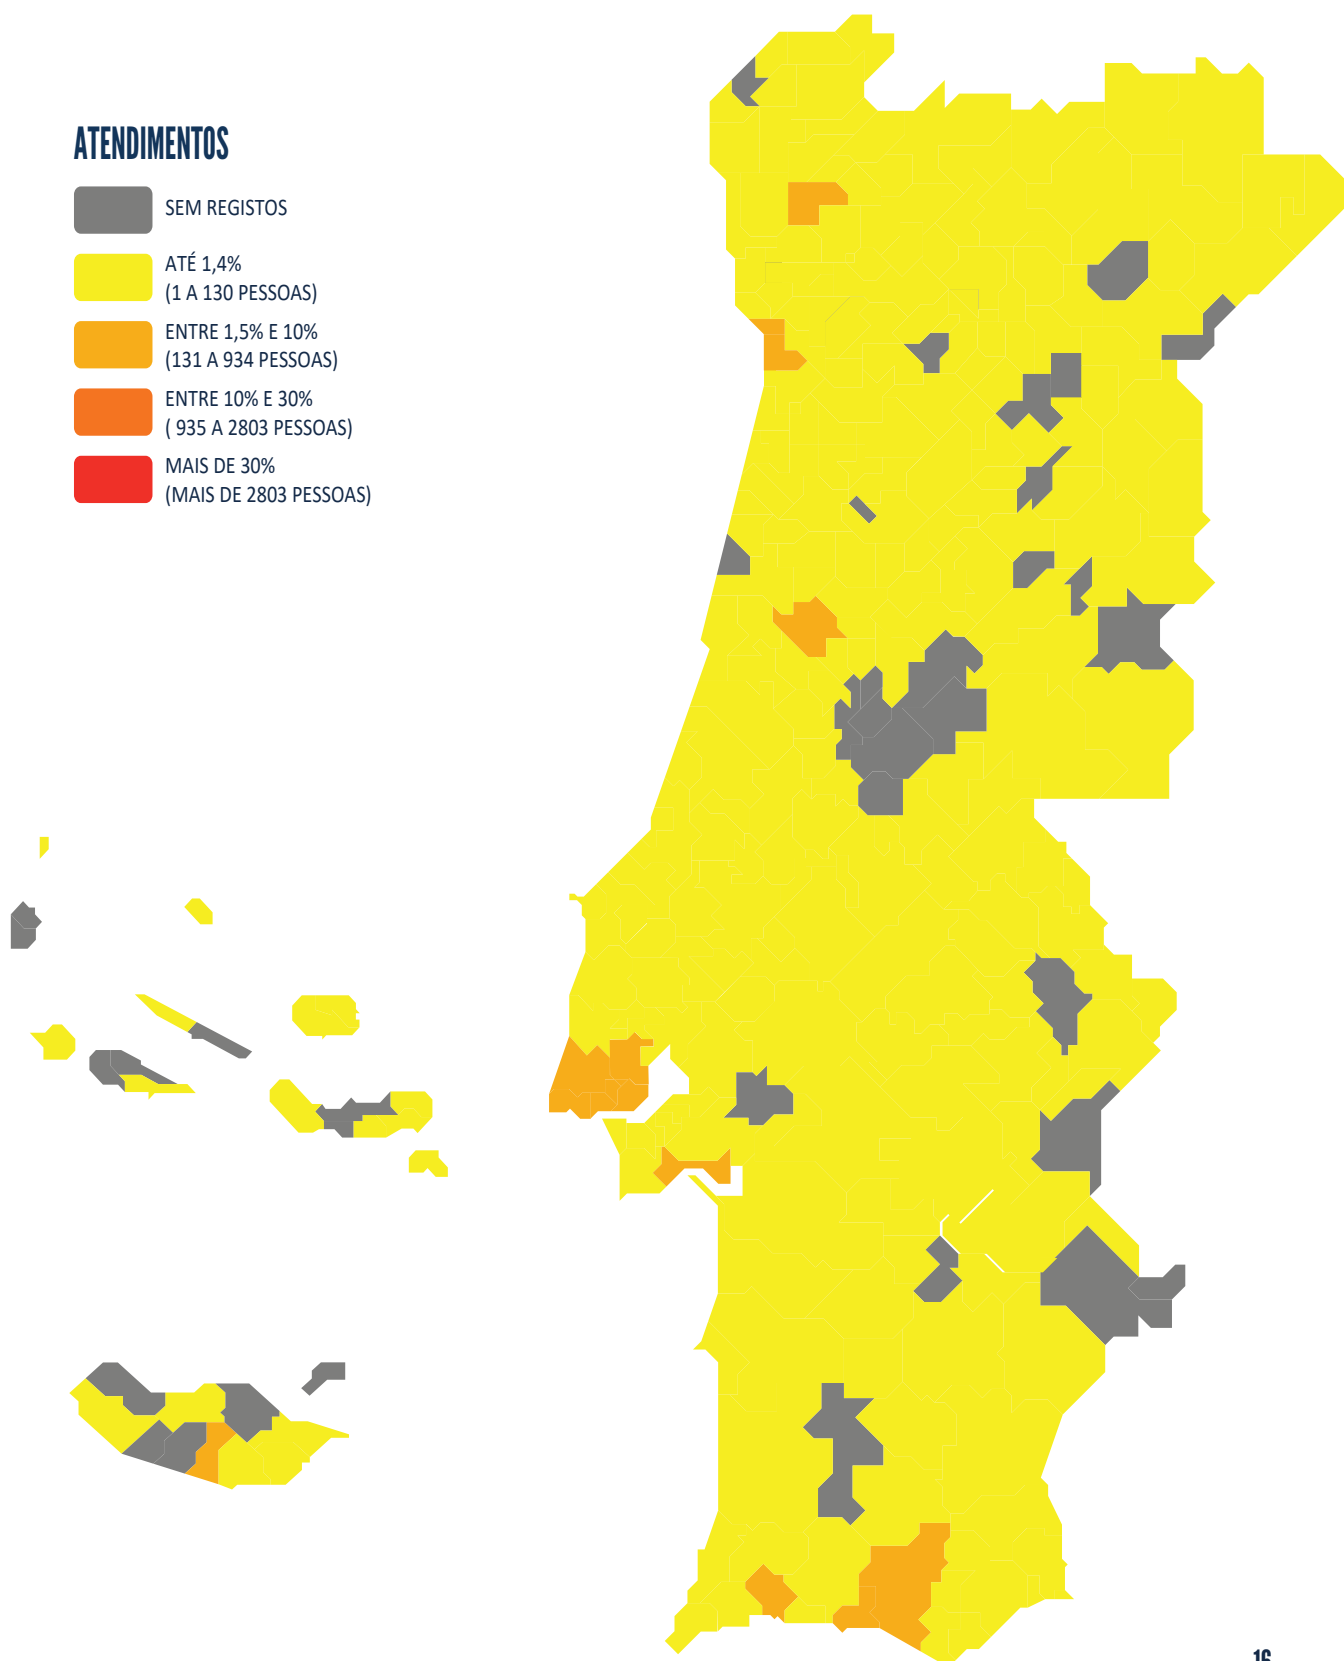 ATENDIMENTOS
SEM REGISTOS
ATÉ 1,4%
(1 A 130 PESSOAS)
ENTRE 1,5% E 10%
(131 A 934 PESSOAS)
ENTRE 10% E 30%
( 935 A 2803 PESSOAS)
MAIS DE 30%
(MAIS DE 2803 PESSOAS)
16